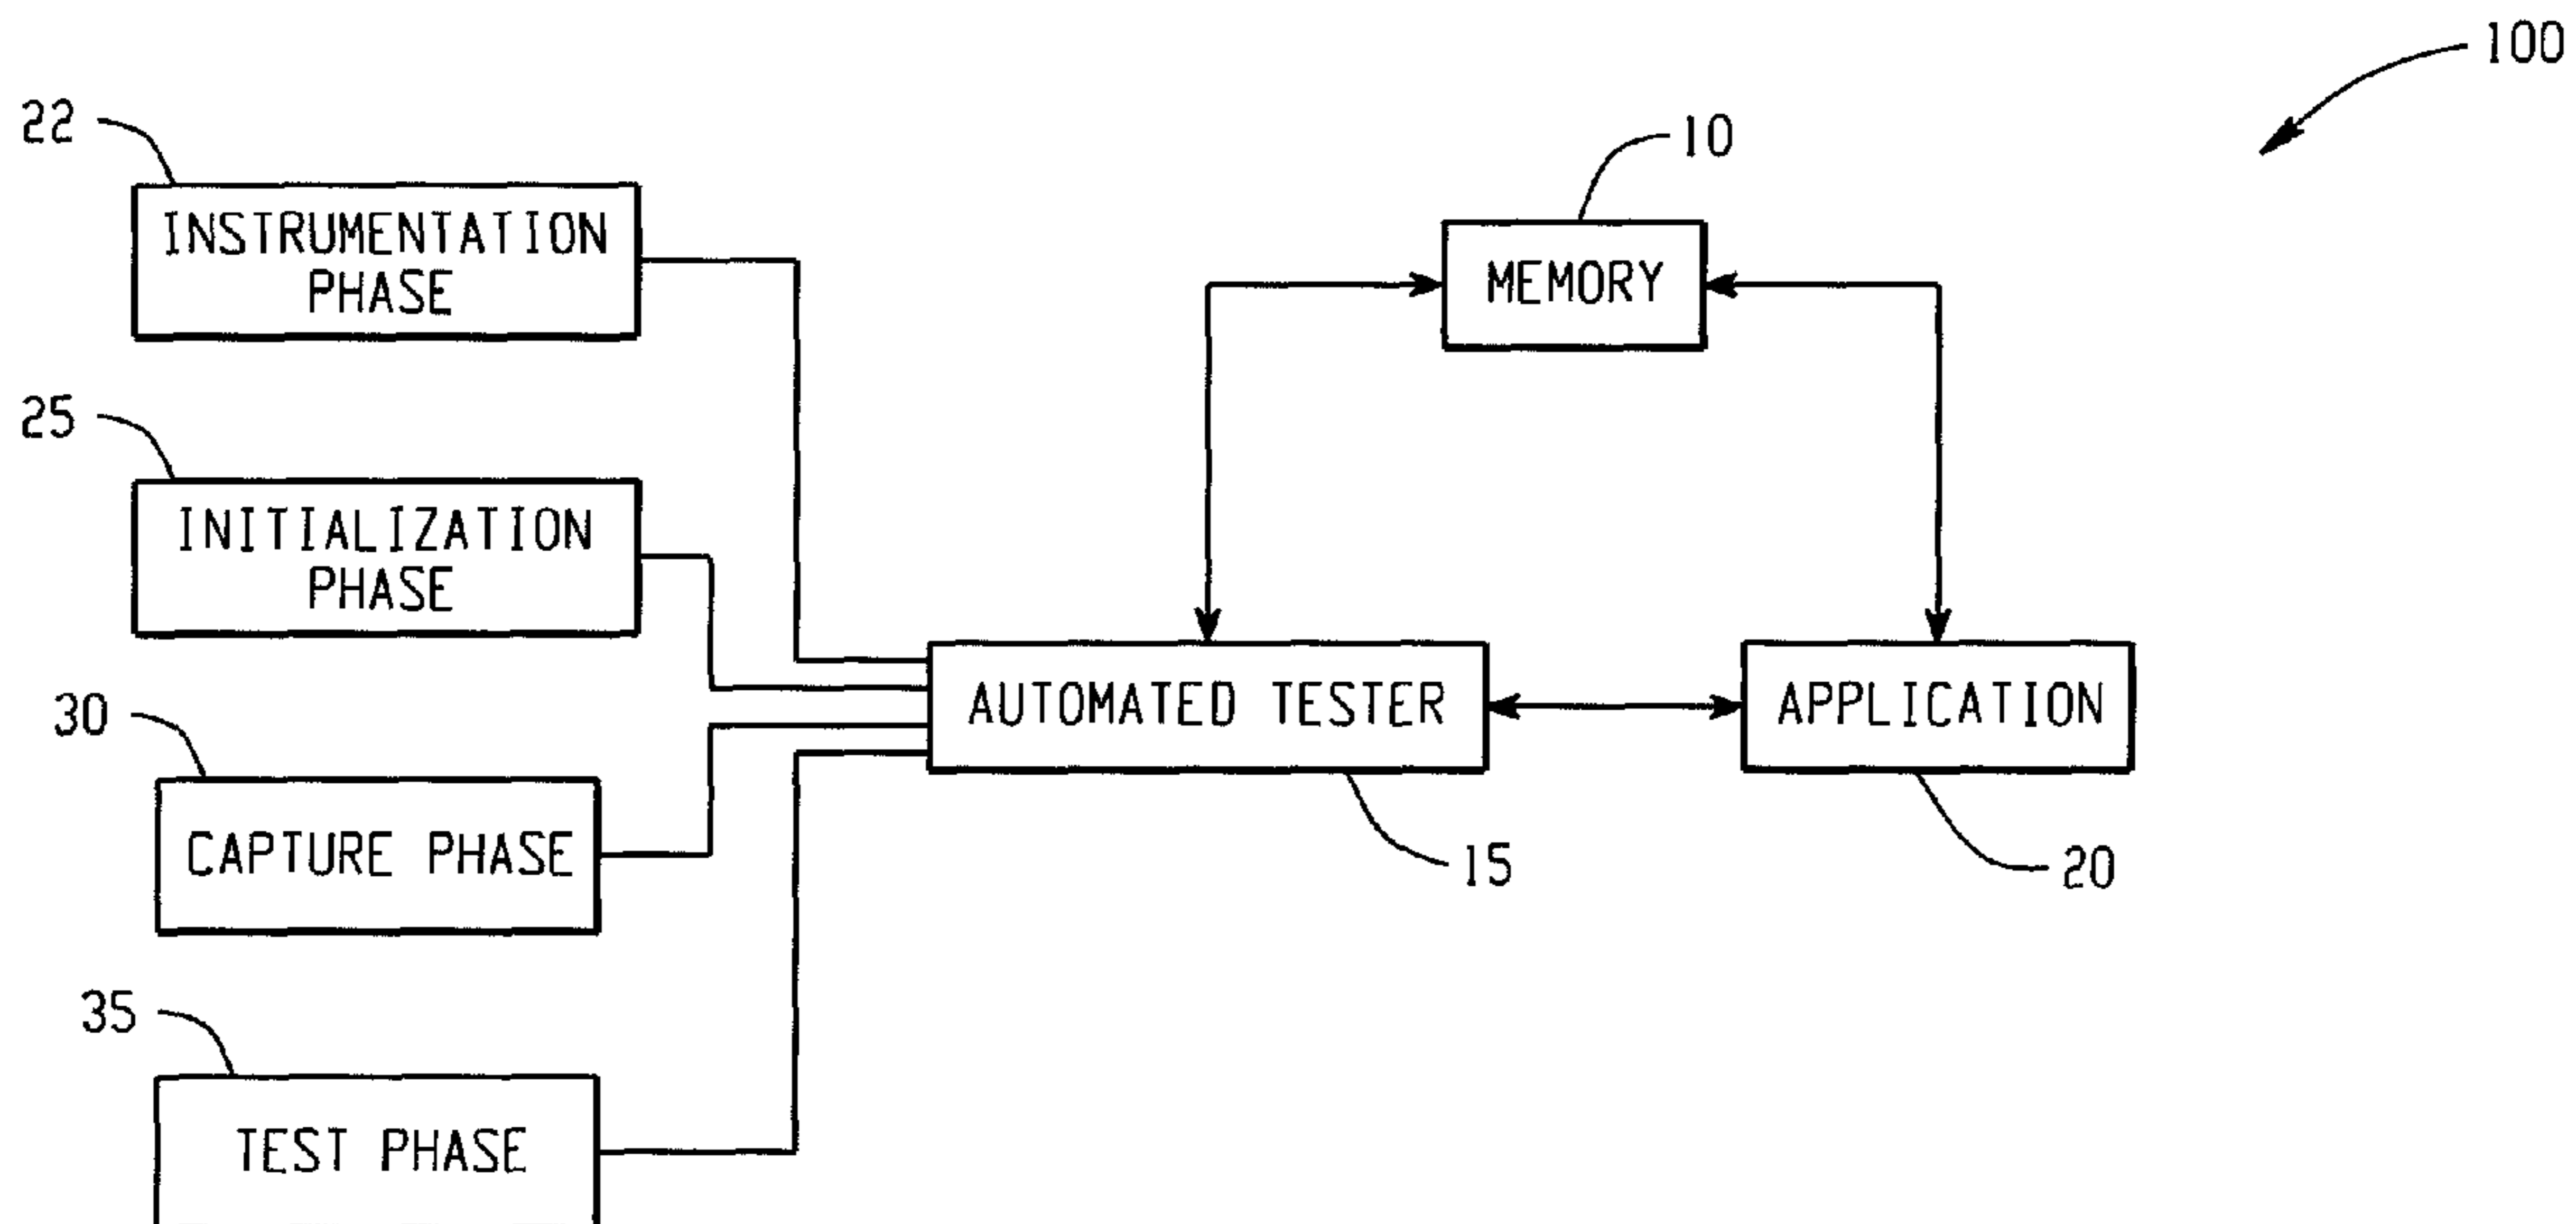 100
22
10
INSTRUMENTATION
PHASE
MEMORY
25
INITIALIZATION
PHASE
30
AUTOMATED TESTER
APPLICATION
CAPTURE PHASE
15
20
35
TEST PHASE